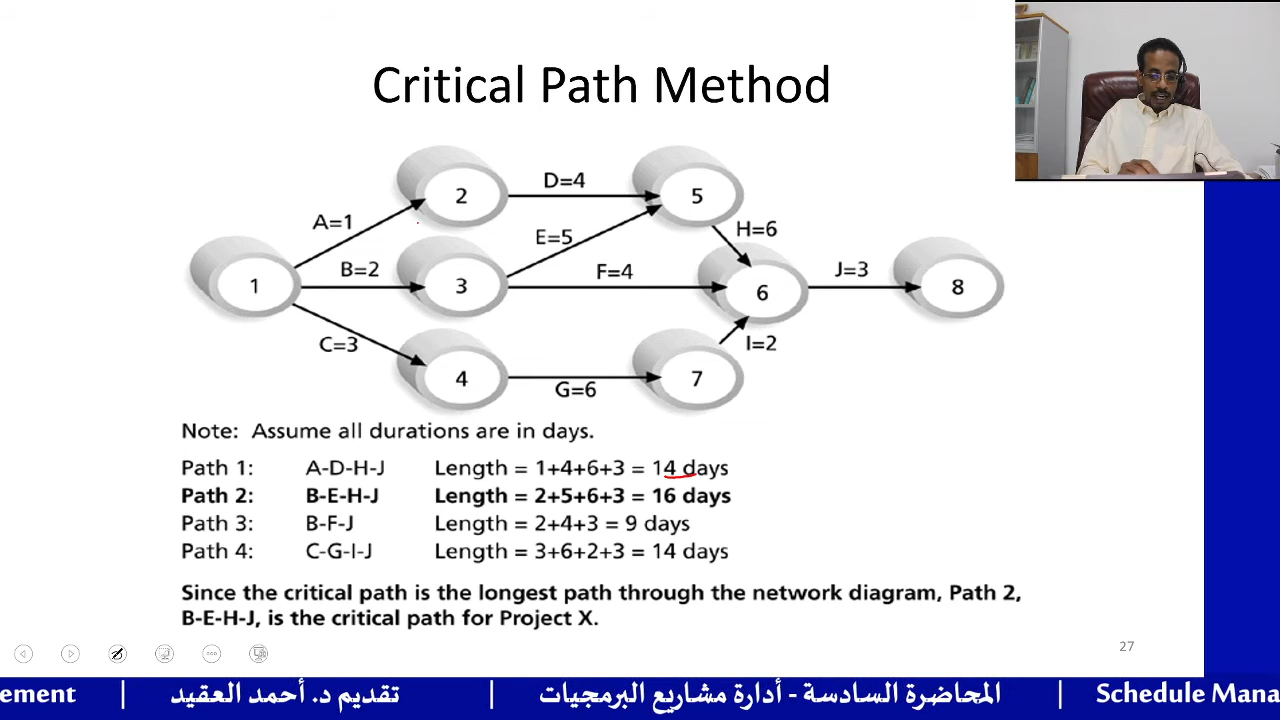 Critical Path Method
2
D=4
5
A=1
E=5
H=6
B=2
F=4
J=3
1
3
6
8
C=3
I=2
4
G=6
7
Note: Assume all durations are in days.
Path 1: A-D-H-J Length = 1+4+6+3 = 14 days
Path 2: B-E-H-J Length = 2+5+6+3 = 16 days
Path 3: B-F-J Length = 2+4+3 = 9 days
Path 4: C-G-I-J Length = 3+6+2+3 = 14 days
Since the critical path is the longest path through the network diagram, Path 2,
B-E-H-J, is the critical path for Project X.
27
ement | تقديم د. أحمد العقيد | المحاضرة السادسة - أدارة مشاريع البرمجيات | Schedule Mana